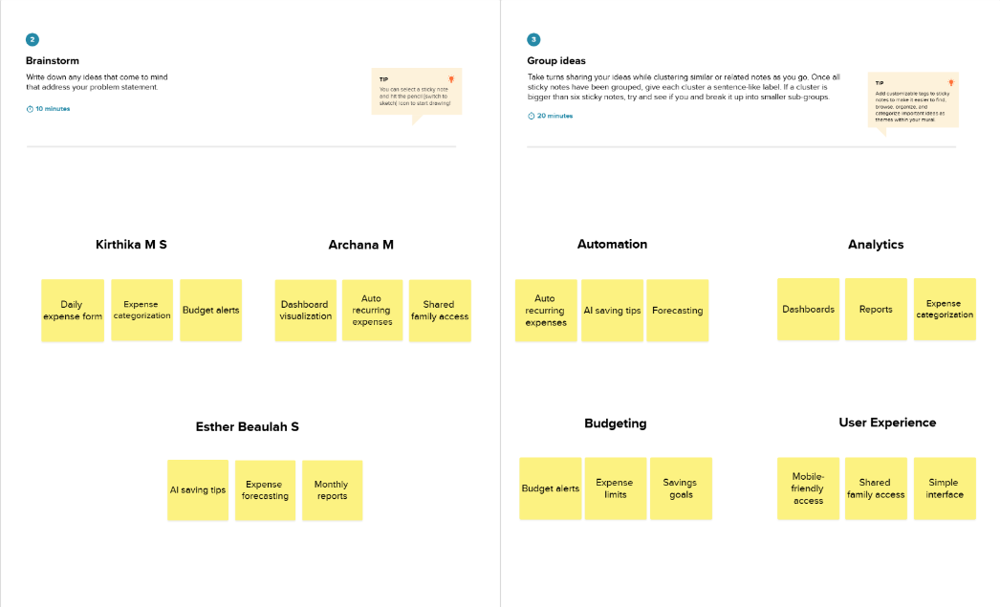 2
Brainstorm
Write down any ideas that come to mind
that address your problem statement.
10 minutes
TIP
You can select a sticky note
and hit the pencil [switch to
sketch] icon to start drawing!
Kirthika M S
Daily
expense form
Expense
categorization
Budget alerts
Archana M
Dashboard
visualization
Auto
recurring
expenses
Shared
family access
Esther Beaulah S
AI saving tips
Expense
forecasting
Monthly
reports
3
Group ideas
Take turns sharing your ideas while clustering similar or related notes as you go. Once all
sticky notes have been grouped, give each cluster a sentence-like label. If a cluster is
bigger than six sticky notes, try and see if you and break it up into smaller sub-groups.
20 minutes
TIP
Add customizable tags to sticky
notes to make it easier to find,
browse, organize, and
categorize important ideas as
themes within your mural.
Automation
Auto
recurring
expenses
AI saving tips
Forecasting
Analytics
Dashboards
Reports
Expense
categorization
Budgeting
Budget alerts
Expense
limits
Savings
goals
User Experience
Mobile-
friendly
access
Shared
family access
Simple
interface